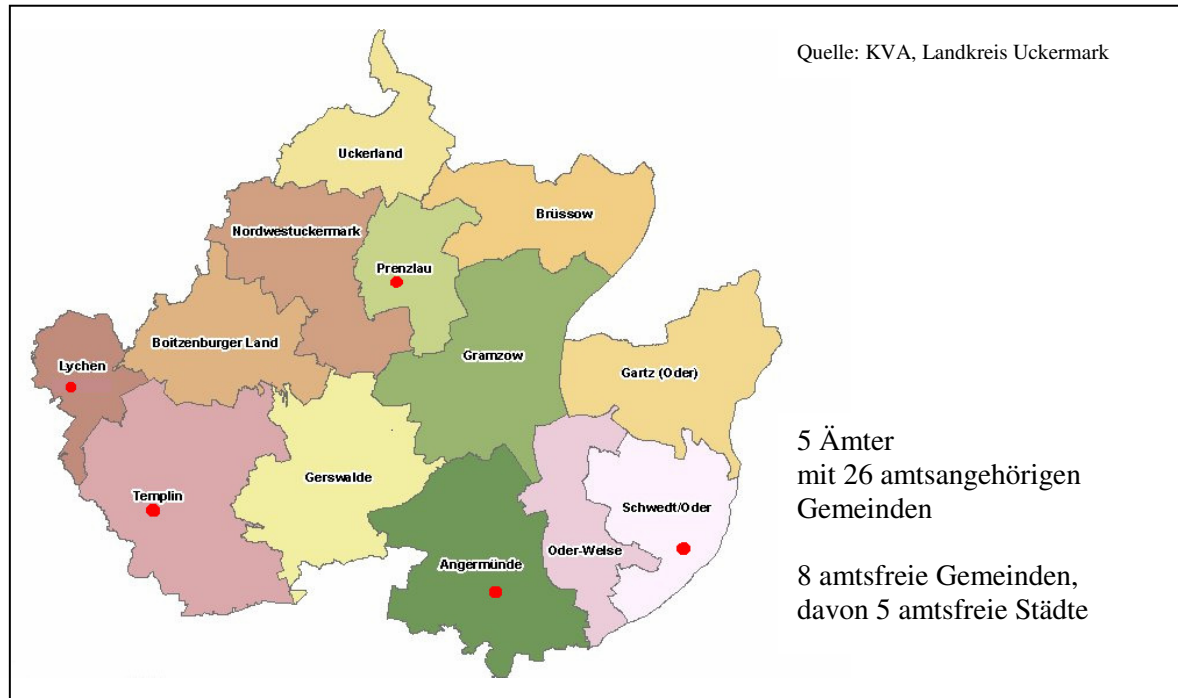 Quelle: KVA, Landkreis Uckermark
Uckerland
Brüssow
Nordwestuckermark
Prenzlau
Boitzenburger Land
Gramzow
Lychen
Gartz (Oder)
5 Ämter
mit 26 amtsangehörigen
Gemeinden
Gerswalde
Templin
Schwedt/Oder
Oder-Welse
Angermünde
8 amtsfreie Gemeinden,
davon 5 amtsfreie Städte